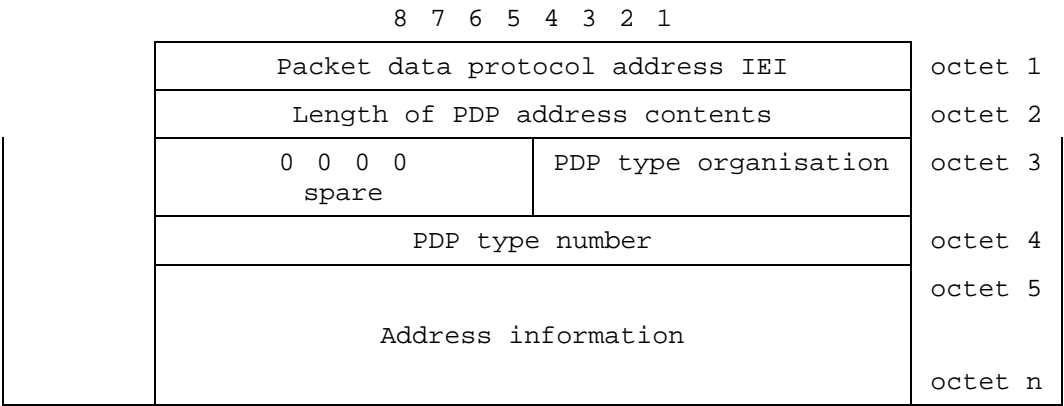 8 7 6 5 4 3 2 1
Packet data protocol address IEI octet 1
Length of PDP address contents octet 2
0 0 0 0 PDP type organisation octet 3
spare
PDP type number octet 4
octet 5
Address information
octet n